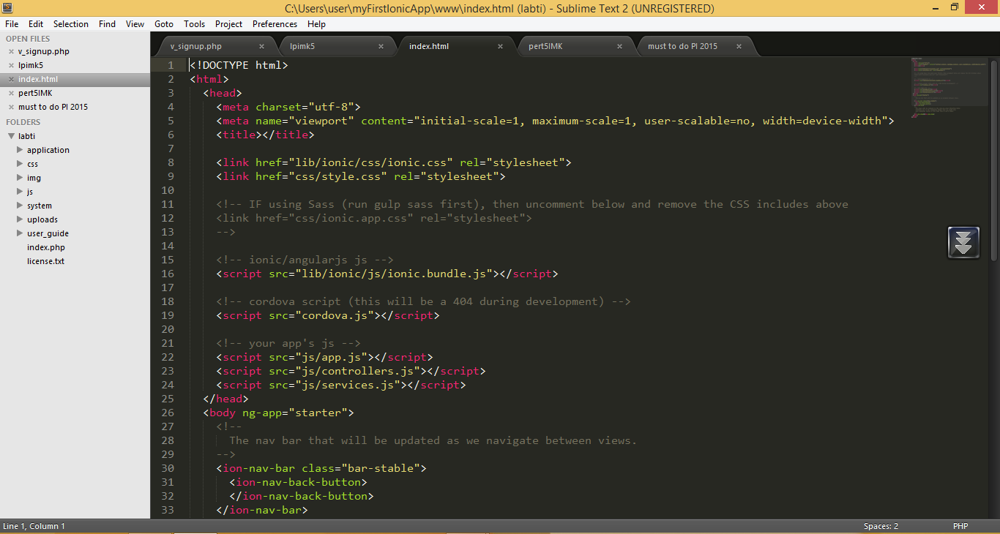 C:\Users\user\myFirstIonicApp\www\index.html (labti) - Sublime Text 2 (UNREGISTERED)
File Edit Selection Find View Goto Tools Project Preferences Help
OPEN FILES
v_signup.php
lpimk5
index.html
pert5IMK
must to do PI 2015
FOLDERS
labti
application
css
img
js
system
uploads
user_guide
index.php
license.txt
v_signup.php lpimk5 index.html pert5IMK must to do PI 2015
1 <!DOCTYPE html>
2 <html>
3 <head>
4 <meta charset="utf-8">
5 <meta name="viewport" content="initial-scale=1, maximum-scale=1, user-scalable=no, width=device-width">
6 <title></title>
7
8 <link href="lib/ionic/css/ionic.css" rel="stylesheet">
9 <link href="css/style.css" rel="stylesheet">
10
11 <!-- IF using Sass (run gulp sass first), then uncomment below and remove the CSS includes above
12 <link href="css/ionic.app.css" rel="stylesheet">
13 -->
14
15 <!-- ionic/angularjs js -->
16 <script src="lib/ionic/js/ionic.bundle.js"></script>
17
18 <!-- cordova script (this will be a 404 during development) -->
19 <script src="cordova.js"></script>
20
21 <!-- your app's js -->
22 <script src="js/app.js"></script>
23 <script src="js/controllers.js"></script>
24 <script src="js/services.js"></script>
25 </head>
26 <body ng-app="starter">
27 <!--
28 The nav bar that will be updated as we navigate between views.
29 -->
30 <ion-nav-bar class="bar-stable">
31 <ion-nav-back-button>
32 </ion-nav-back-button>
33 </ion-nav-bar>
Line 1, Column 1 Spaces: 2 PHP